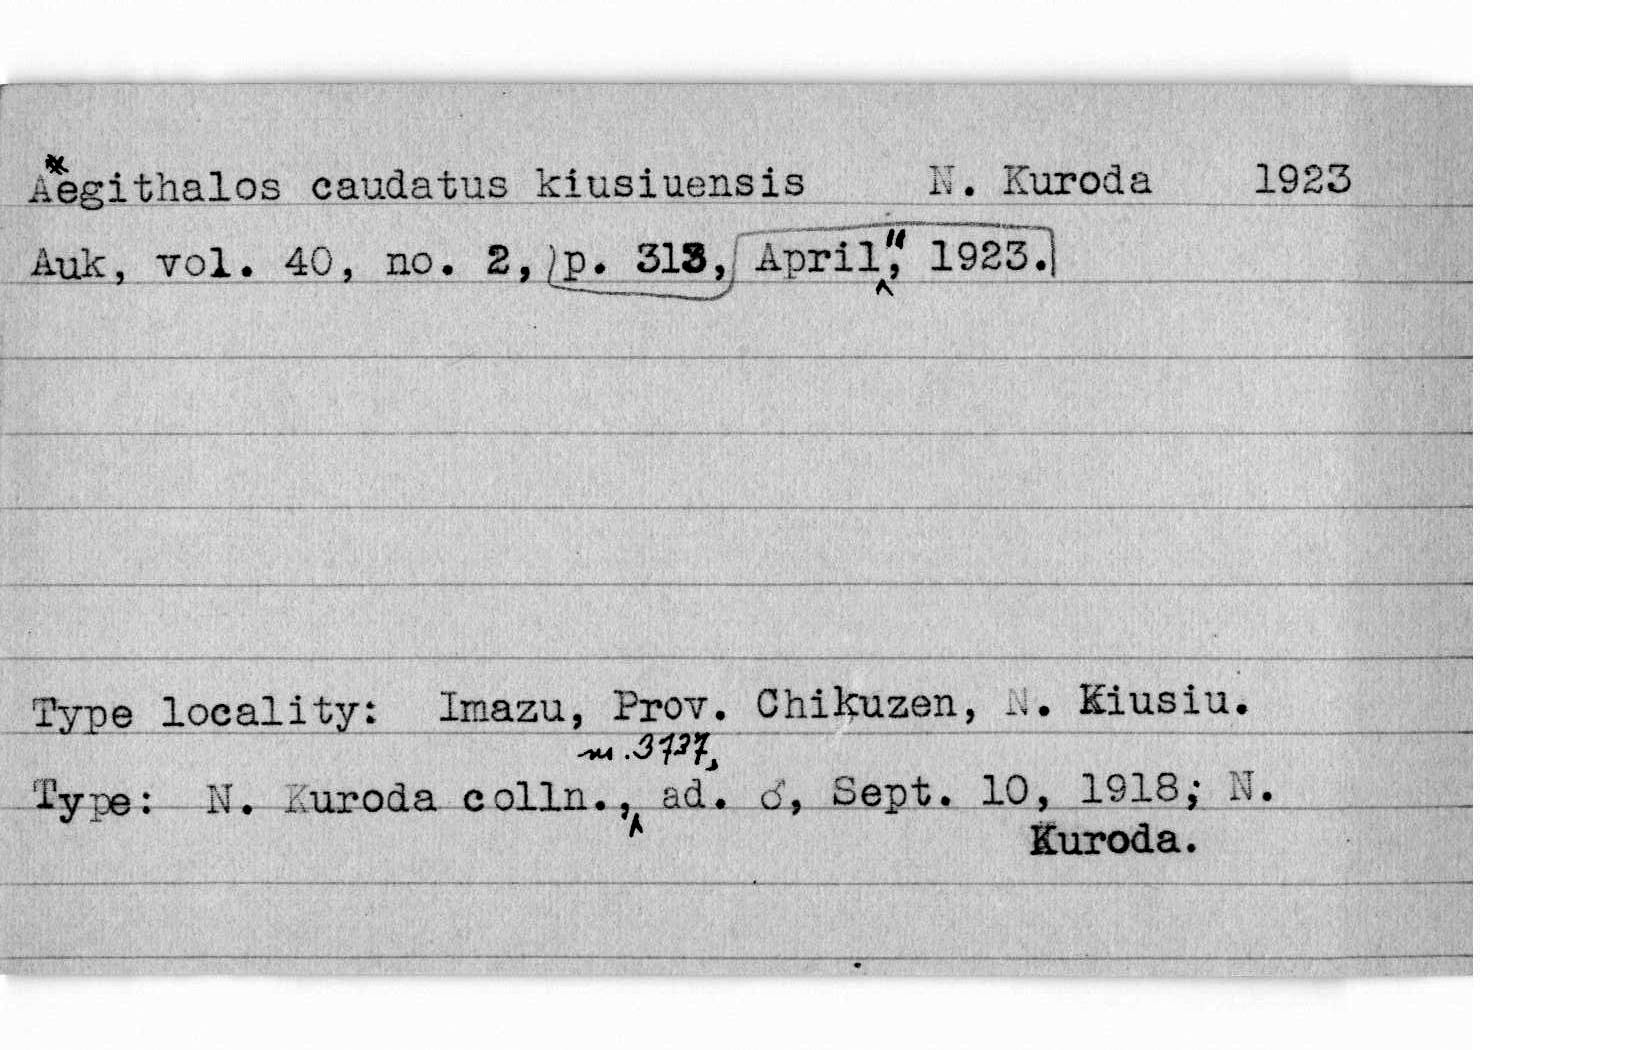 *Aegithalos caudatus kiusiuensis N. Kuroda 1923
Auk, vol. 40, no. 2, p. 313, April", 1923.
Type locality: Imazu, Prov. Chikuzen, N. Kiusiu.
3737,
Type: N. Kuroda colln., ad. ♂, Sept. 10, 1918; N.
Kuroda.